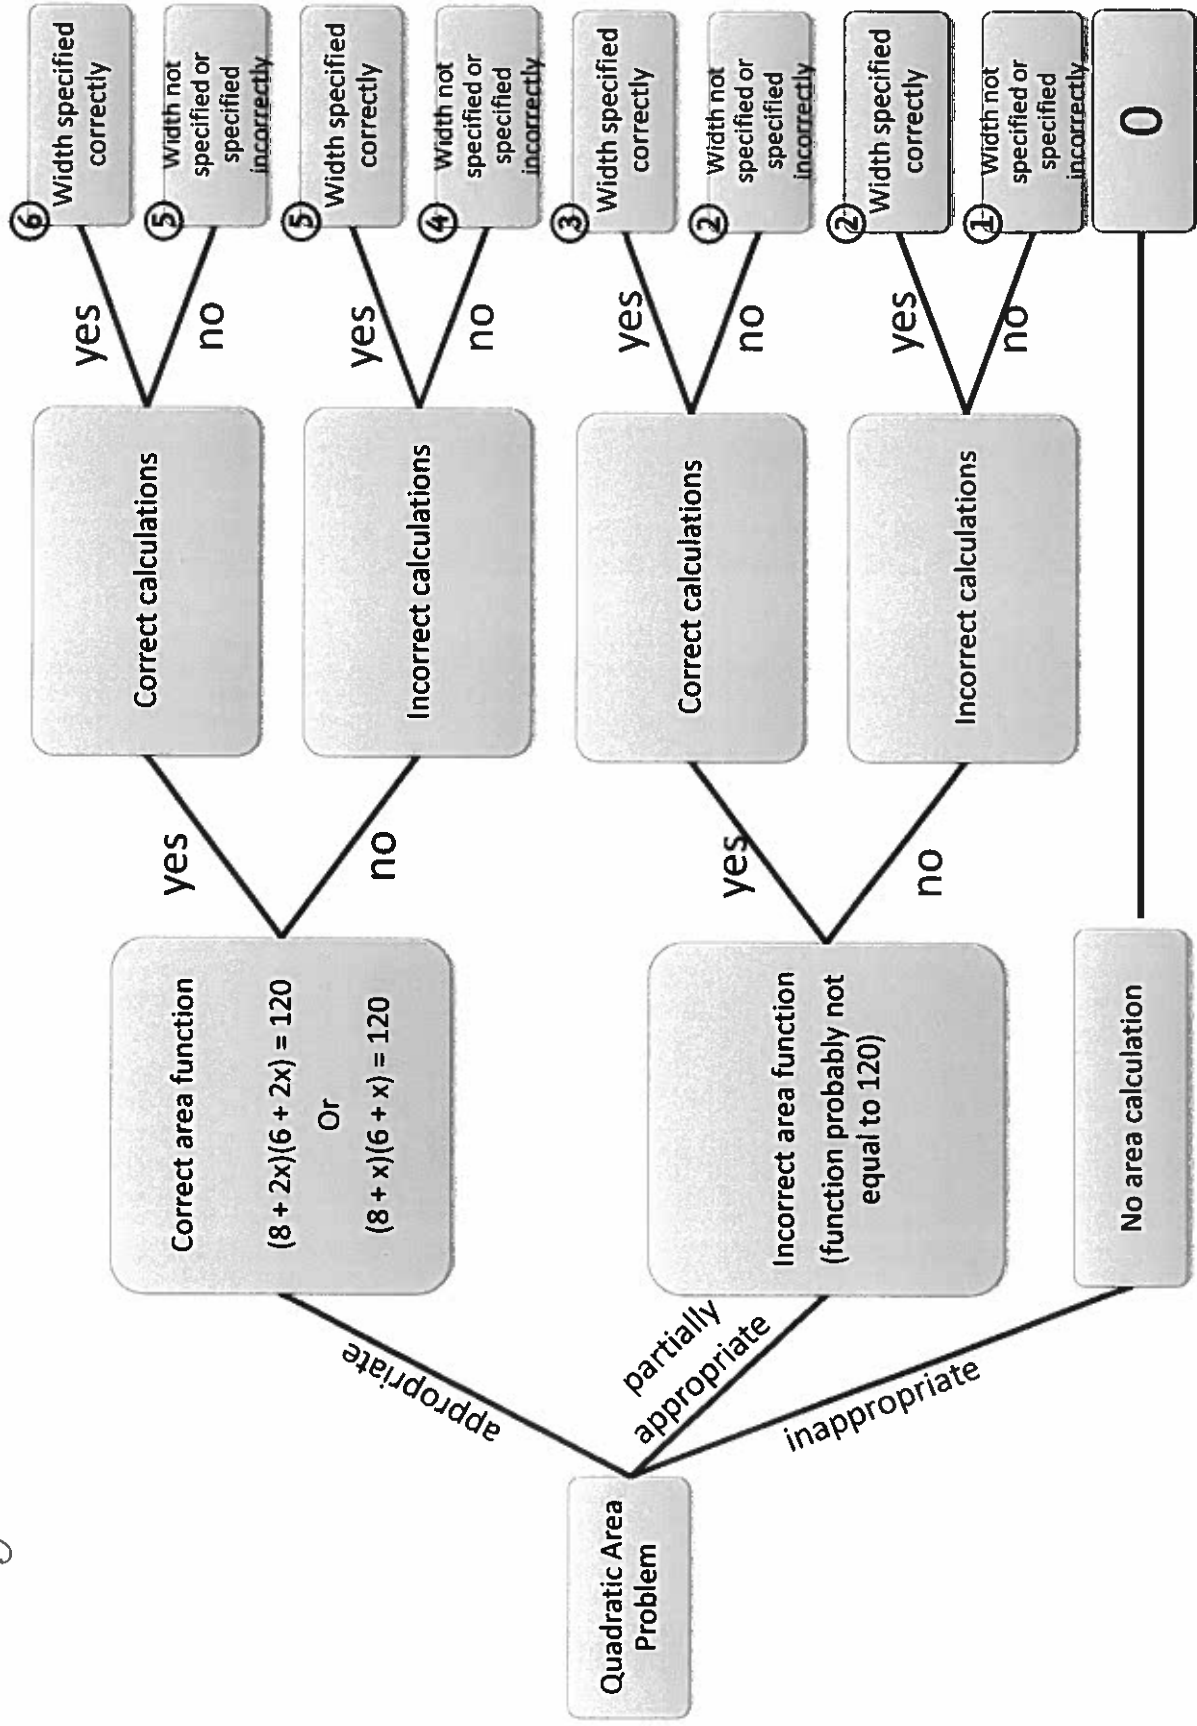 Quadratic Area
Problem
appropriate
partially
appropriate
inappropriate
Correct area function
(8 + 2x)(6 + 2x) = 120
Or
(8 + x)(6 + x) = 120
Incorrect area function
(function probably not
equal to 120)
No area calculation
yes
no
yes
no
Correct calculations
Incorrect calculations
Correct calculations
Incorrect calculations
yes
no
yes
no
yes
no
yes
no
6
Width specified
correctly
5
Width not
specified or
specified
incorrectly
5
Width specified
correctly
4
Width not
specified or
specified
incorrectly
3
Width specified
correctly
2
Width not
specified or
specified
incorrectly
2
Width specified
correctly
1
Width not
specified or
specified
incorrectly
0